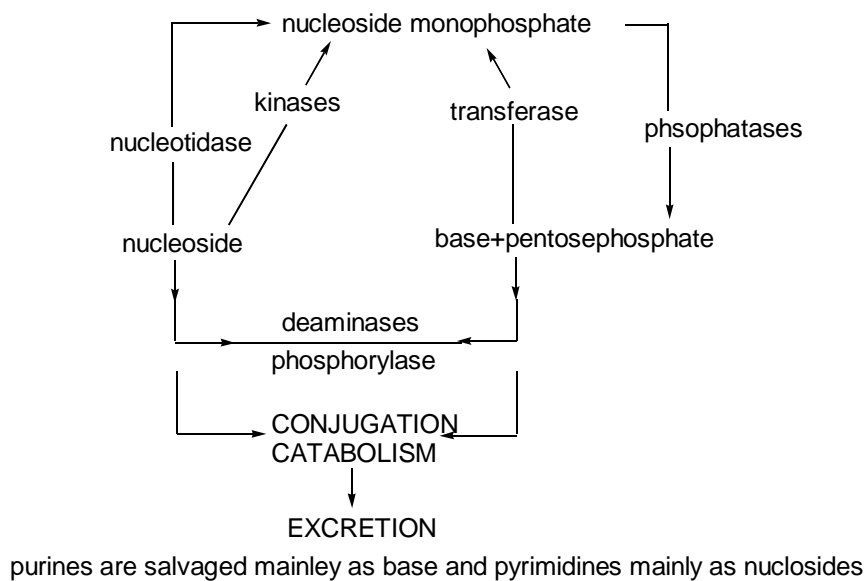 nucleoside monophosphate
kinases
transferase
phsophatases
nucleotidase
nucleoside
base+pentosephosphate
deaminases
phosphorylase
CONJUGATION
CATABOLISM
EXCRETION
purines are salvaged mainley as base and pyrimidines mainly as nuclosides